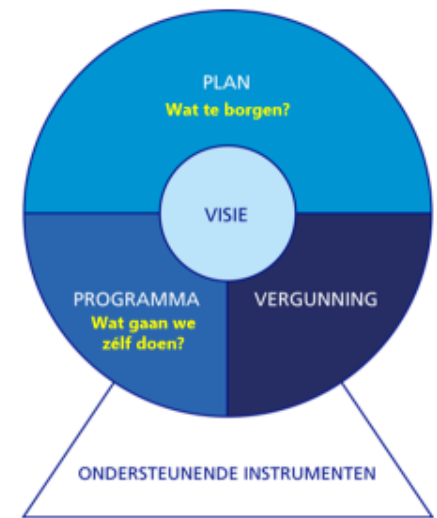 PLAN
Wat te borgen?
VISIE
PROGRAMMA
Wat gaan we
zélf doen?
VERGUNNING
ONDERSTEUNENDE INSTRUMENTEN